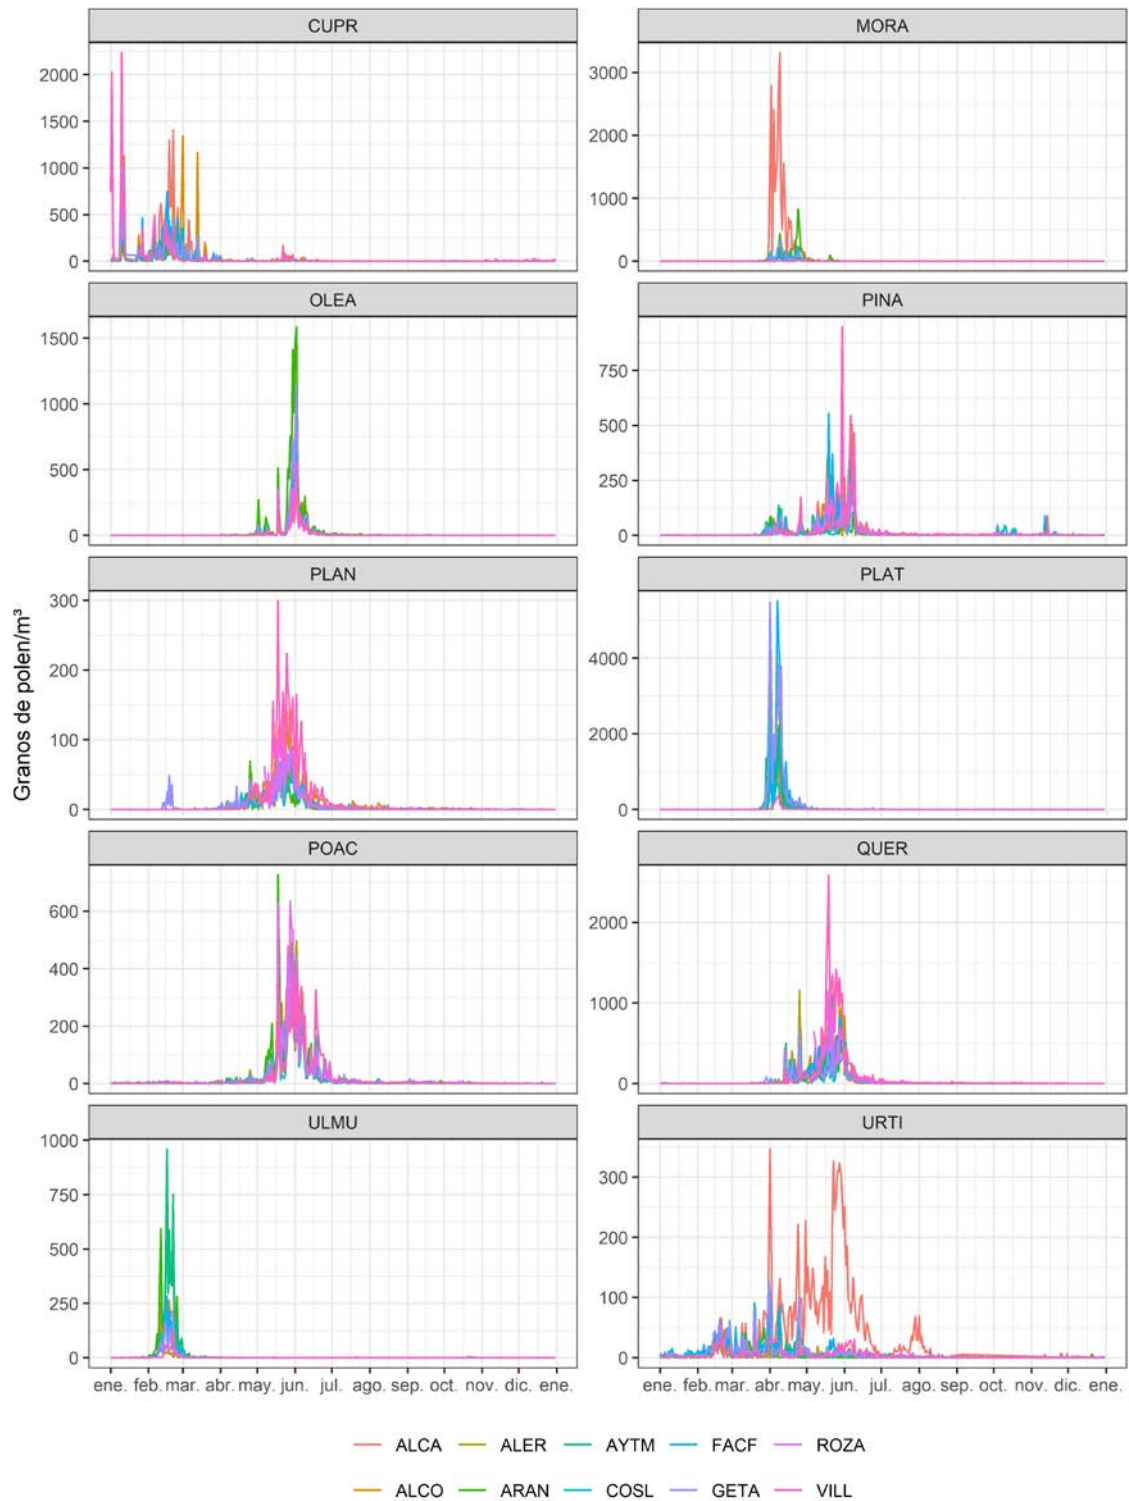 CUPR
MORA
2000
1500
1000
500
0
3000
2000
1000
0
OLEA
PINA
1500
1000
500
0
750
500
250
0
PLAN
PLAT
300
200
100
0
4000
2000
0
Granos de polen/m³
POAC
QUER
600
400
200
0
2000
1000
0
ULMU
URTI
1000
750
500
250
0
300
200
100
0
ene. feb. mar. abr. may. jun. jul. ago. sep. oct. nov. dic. ene.
ene. feb. mar. abr. may. jun. jul. ago. sep. oct. nov. dic. ene.
ALCA ALER AYTM FACF ROZA
ALCO ARAN COSL GETA VILL